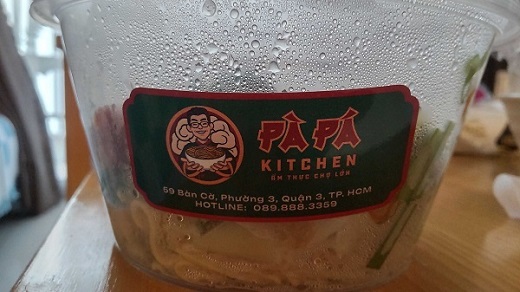 PÀ PÁ
KITCHEN
ẨM THỰC CHỢ LỚN
59 Bàn Cờ, Phường 3, Quận 3, TP. HCM
HOTLINE: 089.888.3359